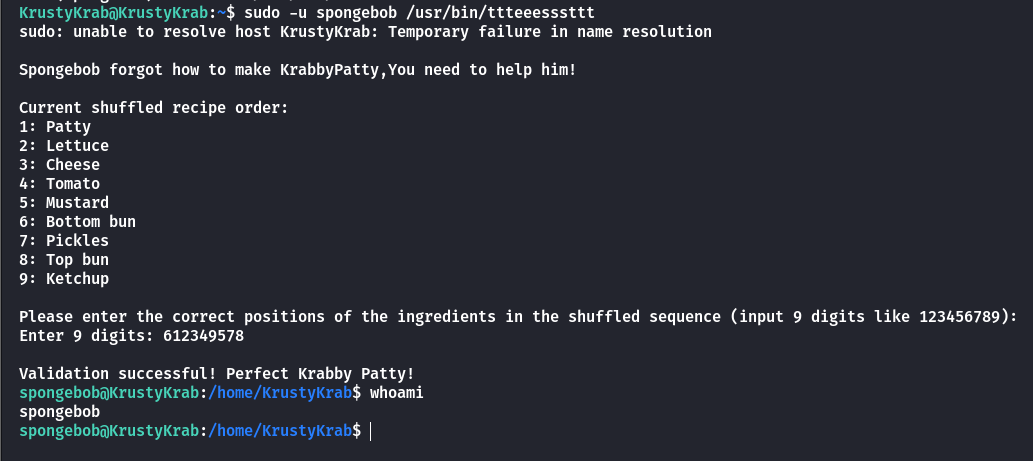 KrustyKrab@KrustyKrab:~$ sudo -u spongebob /usr/bin/ttteeesssttt
sudo: unable to resolve host KrustyKrab: Temporary failure in name resolution
Spongebob forgot how to make KrabbyPatty,You need to help him!
Current shuffled recipe order:
1: Patty
2: Lettuce
3: Cheese
4: Tomato
5: Mustard
6: Bottom bun
7: Pickles
8: Top bun
9: Ketchup
Please enter the correct positions of the ingredients in the shuffled sequence (input 9 digits like 123456789):
Enter 9 digits: 612349578
Validation successful! Perfect Krabby Patty!
spongebob@KrustyKrab:/home/KrustyKrab$ whoami
spongebob
spongebob@KrustyKrab:/home/KrustyKrab$